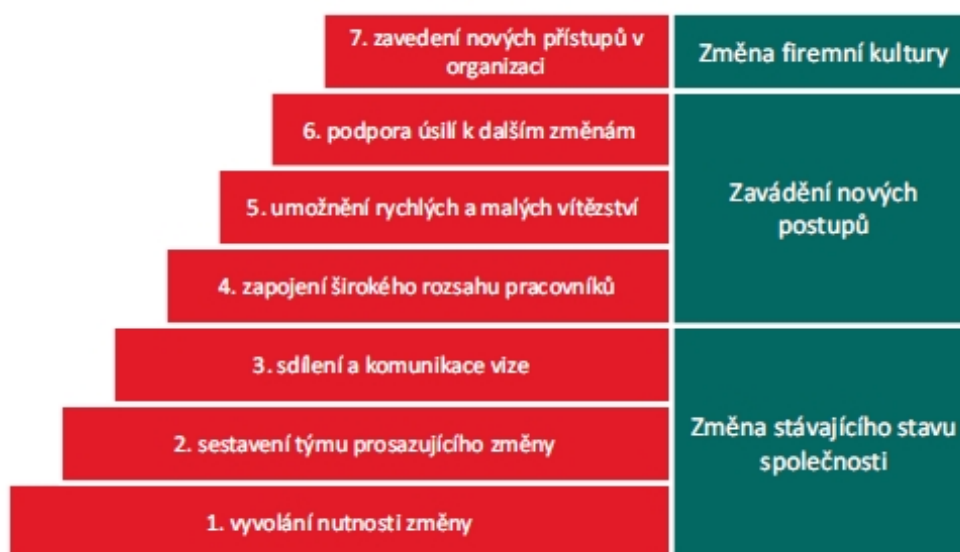 7. zavedení nových přístupů v
organizaci
Změna firemní kultury
6. podpora úsilí k dalším změnám
5. umožnění rychlých a malých vítězství
4. zapojení širokého rozsahu pracovníků
Zavádění nových
postupů
3. sdílení a komunikace vize
2. sestavení týmu prosazujícího změny
1. vyvolání nutnosti změny
Změna stávajícího stavu
společnosti